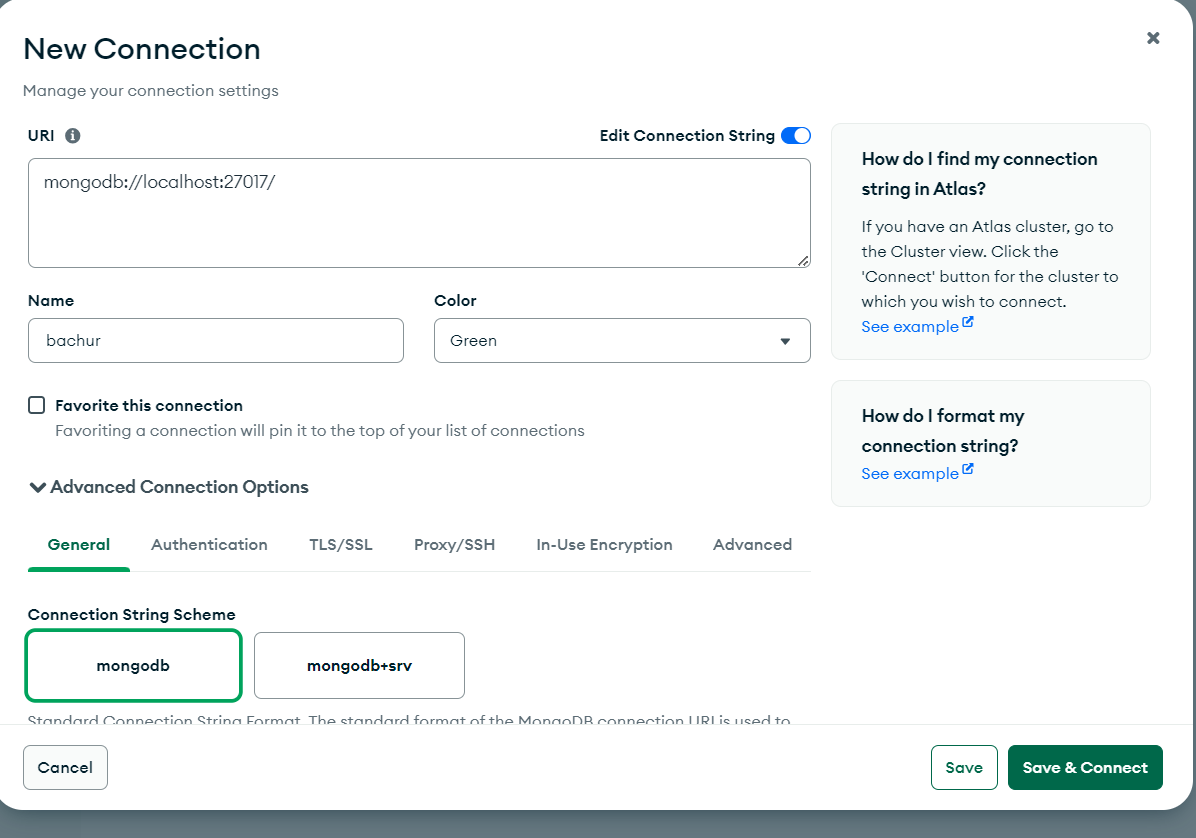 New Connection
Manage your connection settings
URI
Edit Connection String
mongodb://localhost:27017/
Name
Color
bachur
Green
Favorite this connection
Favoriting a connection will pin it to the top of your list of connections
Advanced Connection Options
General
Authentication
TLS/SSL
Proxy/SSH
In-Use Encryption
Advanced
Connection String Scheme
mongodb
mongodb+srv
Standard Connection String Format. The standard format of the MongoDB connection URI is used to
How do I find my connection
string in Atlas?
If you have an Atlas cluster, go to
the Cluster view. Click the
'Connect' button for the cluster to
which you wish to connect.
See example
How do I format my
connection string?
See example
Cancel
Save
Save & Connect